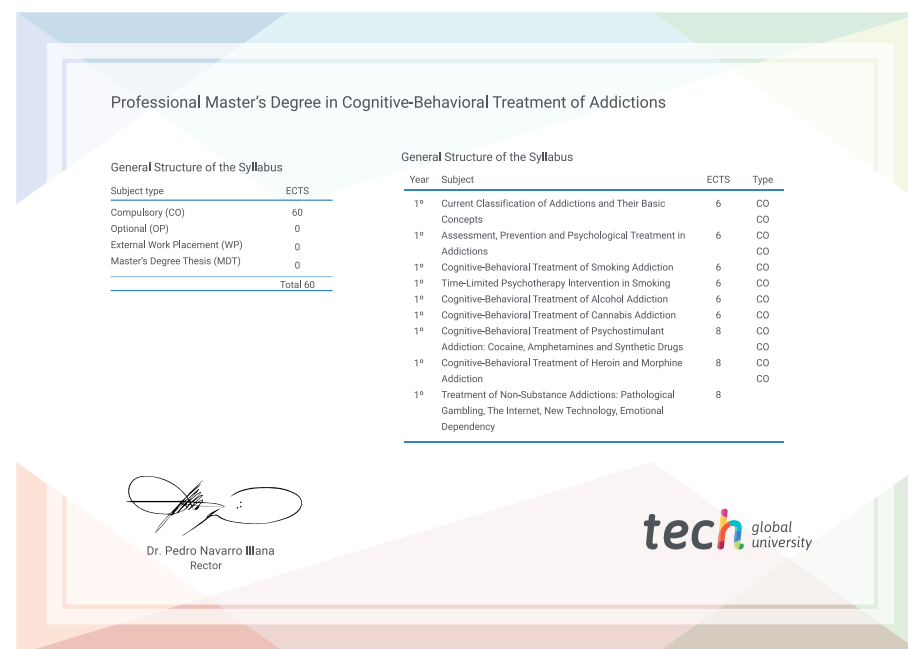 Professional Master's Degree in Cognitive-Behavioral Treatment of Addictions
General Structure of the Syllabus
Subject type ECTS
Compulsory (CO) 60
Optional (OP) 0
External Work Placement (WP) 0
Master's Degree Thesis (MDT) 0
Total 60
General Structure of the Syllabus
Year Subject ECTS Type
1º Current Classification of Addictions and Their Basic 6 CO
Concepts CO
1º Assessment, Prevention and Psychological Treatment in 6 CO
Addictions CO
1º Cognitive-Behavioral Treatment of Smoking Addiction 6 CO
1º Time-Limited Psychotherapy Intervention in Smoking 6 CO
1º Cognitive-Behavioral Treatment of Alcohol Addiction 6 CO
1º Cognitive-Behavioral Treatment of Cannabis Addiction 6 CO
1º Cognitive-Behavioral Treatment of Psychostimulant 8 CO
Addiction: Cocaine, Amphetamines and Synthetic Drugs CO
1º Cognitive-Behavioral Treatment of Heroin and Morphine 8 CO
Addiction CO
1º Treatment of Non-Substance Addictions: Pathological 8
Gambling, The Internet, New Technology, Emotional
Dependency
Dr. Pedro Navarro Illana
Rector
tech global
university